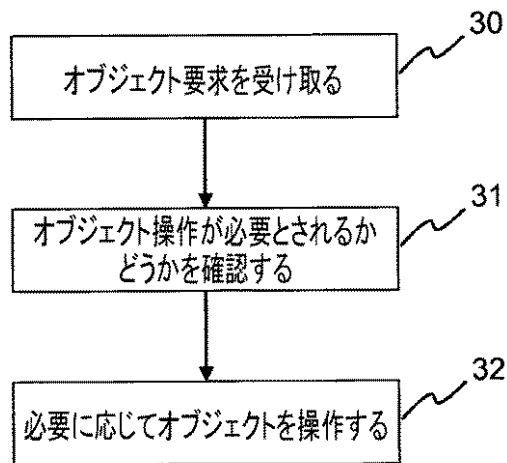 30
オブジェクト要求を受け取る
31
オブジェクト操作が必要とされるか
どうかを確認する
32
必要に応じてオブジェクトを操作する